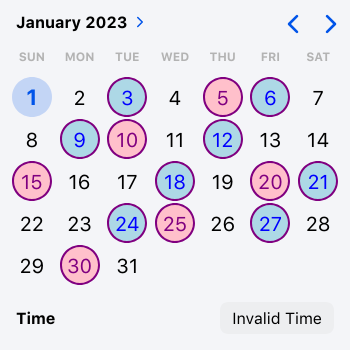 January 2023
SUN MON TUE WED THU FRI SAT
1 2 3 4 5 6 7
8 9 10 11 12 13 14
15 16 17 18 19 20 21
22 23 24 25 26 27 28
29 30 31
Time Invalid Time